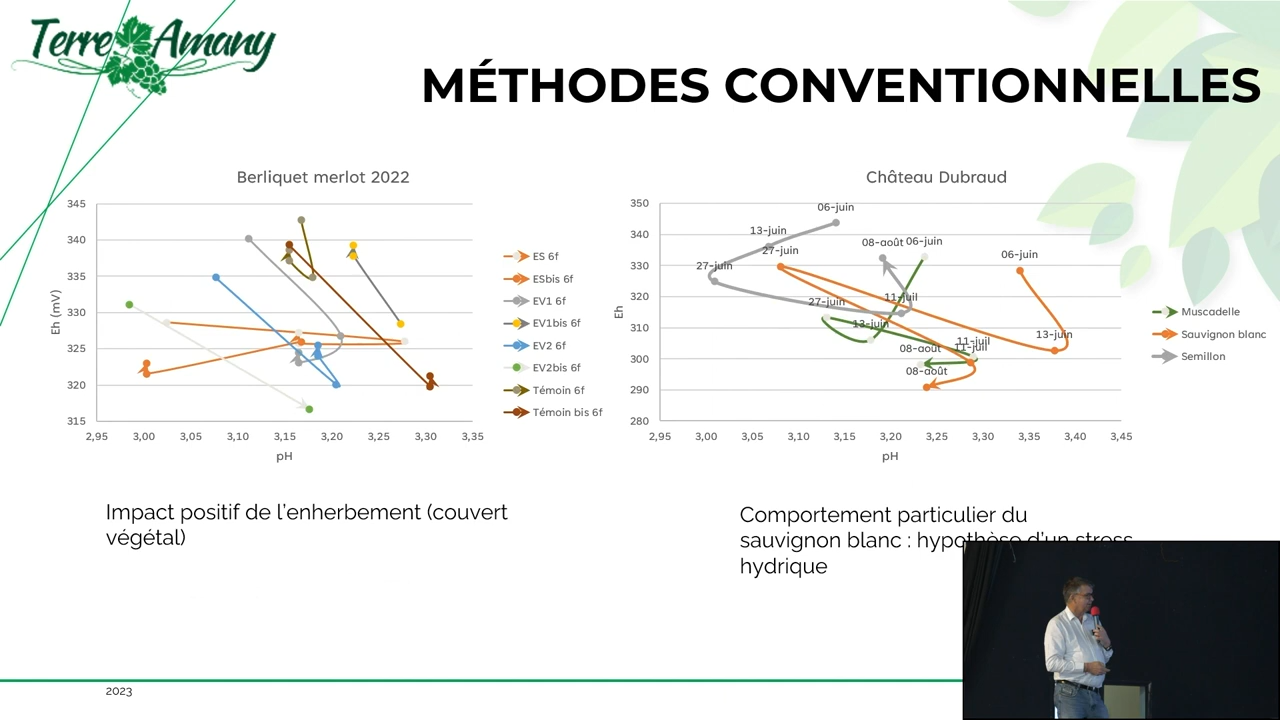 Terre Amany
MÉTHODES CONVENTIONNELLES
Berliquet merlot 2022
345
340
335
330
325
320
315
Eh (mV)
2,95 3,00 3,05 3,10 3,15 3,20 3,25 3,30 3,35
pH
ES 6f
ESbis 6f
EV1 6f
EV1bis 6f
EV2 6f
EV2bis 6f
Témoin 6f
Témoin bis 6f
Château Dubraud
350
340
330
320
310
300
290
280
Eh
06-juin
13-juin
08-août 06-juin
27-juin
06-juin
27-juin
11-juil
27-juin
13-juin
13-juin
11-juil
11-juil
08-août
08-août
2,95 3,00 3,05 3,10 3,15 3,20 3,25 3,30 3,35 3,40 3,45
pH
Muscadelle
Sauvignon blanc
Semillon
Impact positif de l'enherbement (couvert
végétal)
Comportement particulier du
sauvignon blanc : hypothèse d'un stress
hydrique
2023